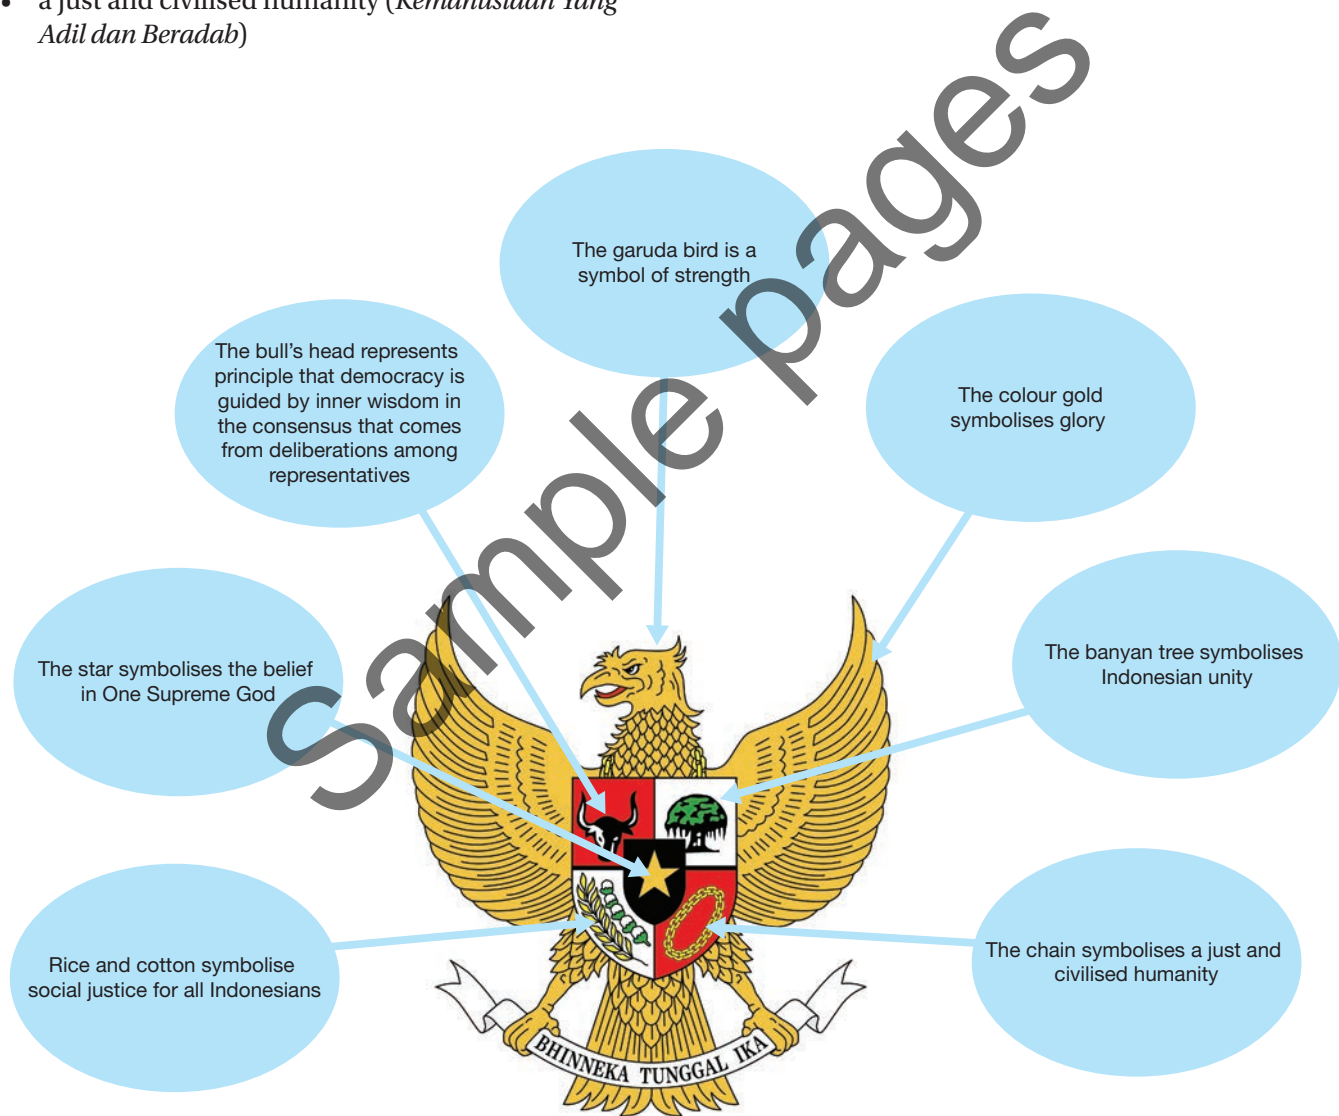 • a just and civilised humanity (Kemanusiaan Yang
Adil dan Beradab)
The garuda bird is a
symbol of strength
The bull’s head represents
principle that democracy is
guided by inner wisdom in
the consensus that comes
from deliberations among
representatives
The colour gold
symbolises glory
The star symbolises the belief
in One Supreme God
The banyan tree symbolises
Indonesian unity
Rice and cotton symbolise
social justice for all Indonesians
The chain symbolises a just and
civilised humanity
BHINNEKA TUNGGAL IKA
Sample pages